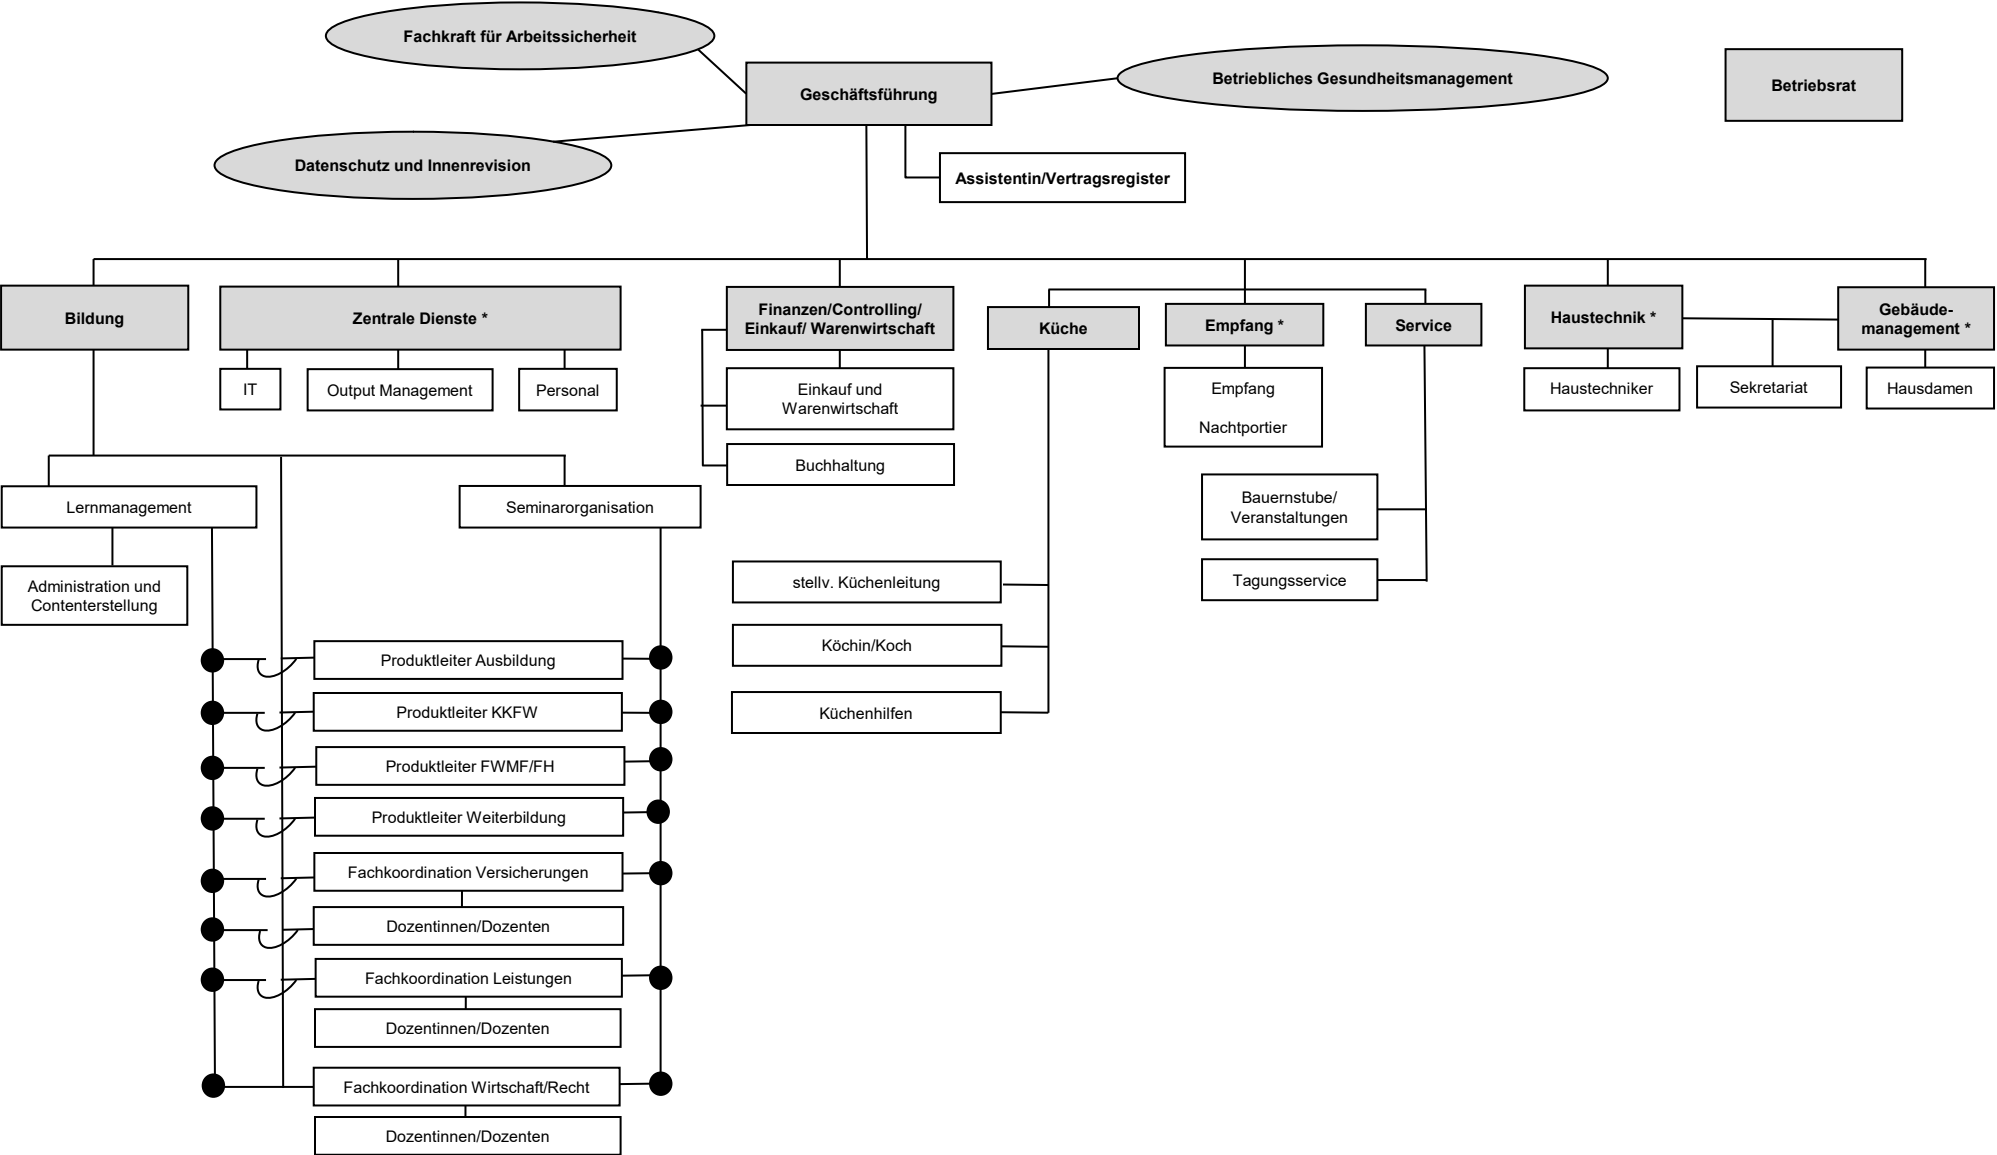 Fachkraft für Arbeitssicherheit
Geschäftsführung
Betriebliches Gesundheitsmanagement
Betriebsrat
Datenschutz und Innenrevision
Assistentin/Vertragsregister
Bildung
Zentrale Dienste *
Finanzen/Controlling/
Einkauf/ Warenwirtschaft
Küche
Empfang *
Service
Haustechnik *
Gebäude-
management *
IT
Output Management
Personal
Einkauf und
Warenwirtschaft
Buchhaltung
Empfang
Nachtportier
Haustechniker
Sekretariat
Hausdamen
Lernmanagement
Seminarorganisation
Bauernstube/
Veranstaltungen
Tagungsservice
Administration und
Contenterstellung
stellv. Küchenleitung
Köchin/Koch
Küchenhilfen
Produktleiter Ausbildung
Produktleiter KKFW
Produktleiter FWMF/FH
Produktleiter Weiterbildung
Fachkoordination Versicherungen
Dozentinnen/Dozenten
Fachkoordination Leistungen
Dozentinnen/Dozenten
Fachkoordination Wirtschaft/Recht
Dozentinnen/Dozenten